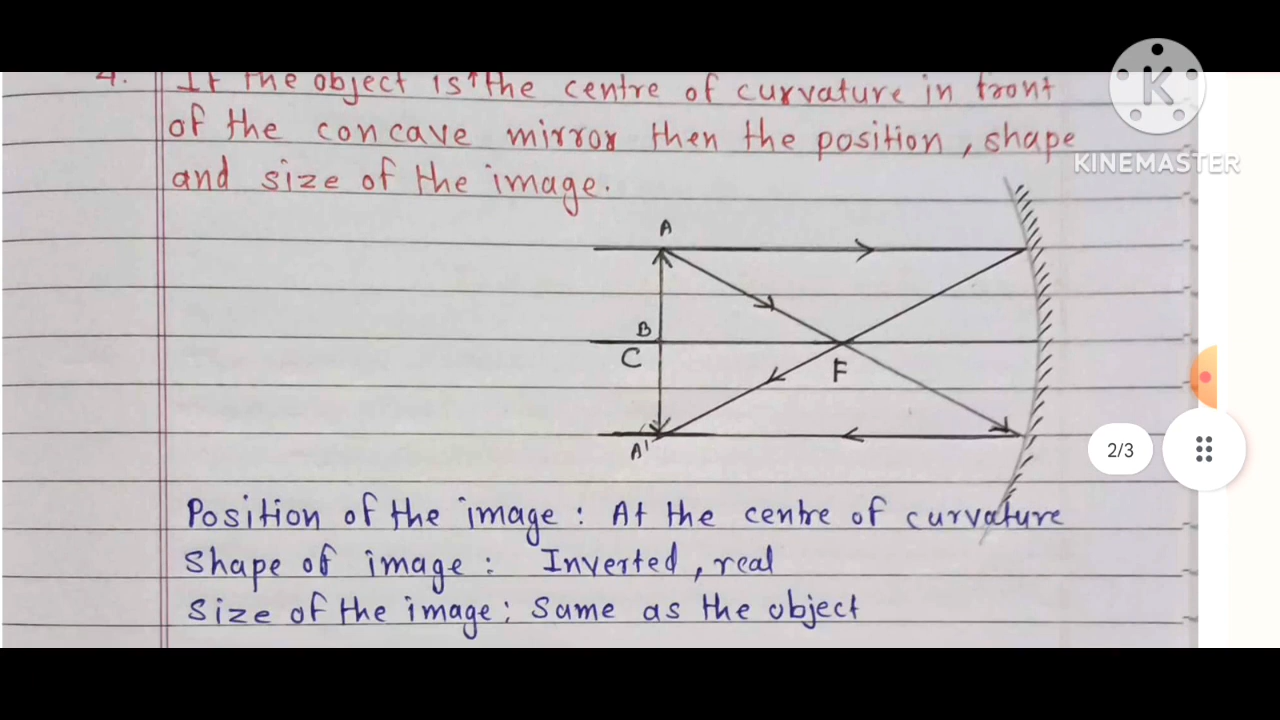 4. If the object is the centre of curvature in front
of the concave mirror then the position, shape
and size of the image.
A
B
C
F
A'
Position of the image: At the centre of curvature
Shape of image: Inverted, real
Size of the image: Same as the object
K
KINEMASTER
2/3